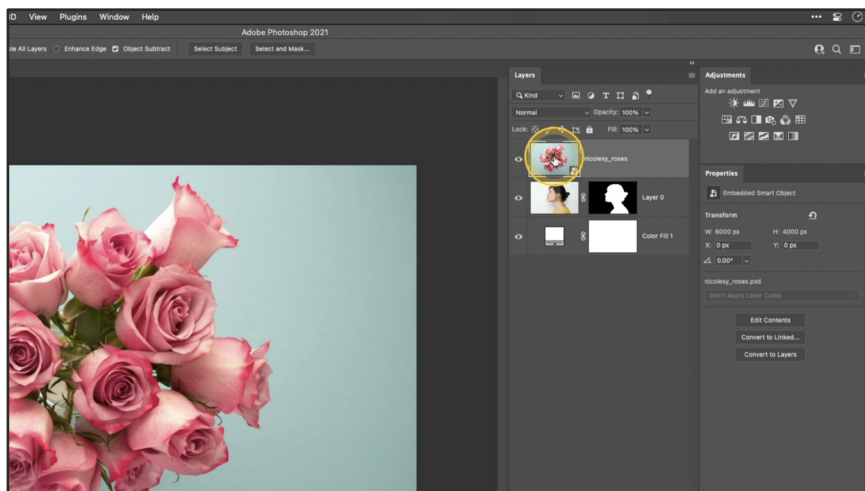 3D View Plugins Window Help
Adobe Photoshop 2021
ple All Layers Enhance Edge Object Subtract Select Subject Select and Mask...
Layers
Kind
Normal Opacity: 100%
Lock: Fill: 100%
nicolesy_roses
Layer 0
Color Fill 1
Adjustments
Add an adjustment
Properties
Embedded Smart Object
Transform
W: 6000 px H: 4000 px
X: 0 px Y: 0 px
0.00°
nicolesy_roses.psd
Don't Apply Layer Comp
Edit Contents
Convert to Linked...
Convert to Layers